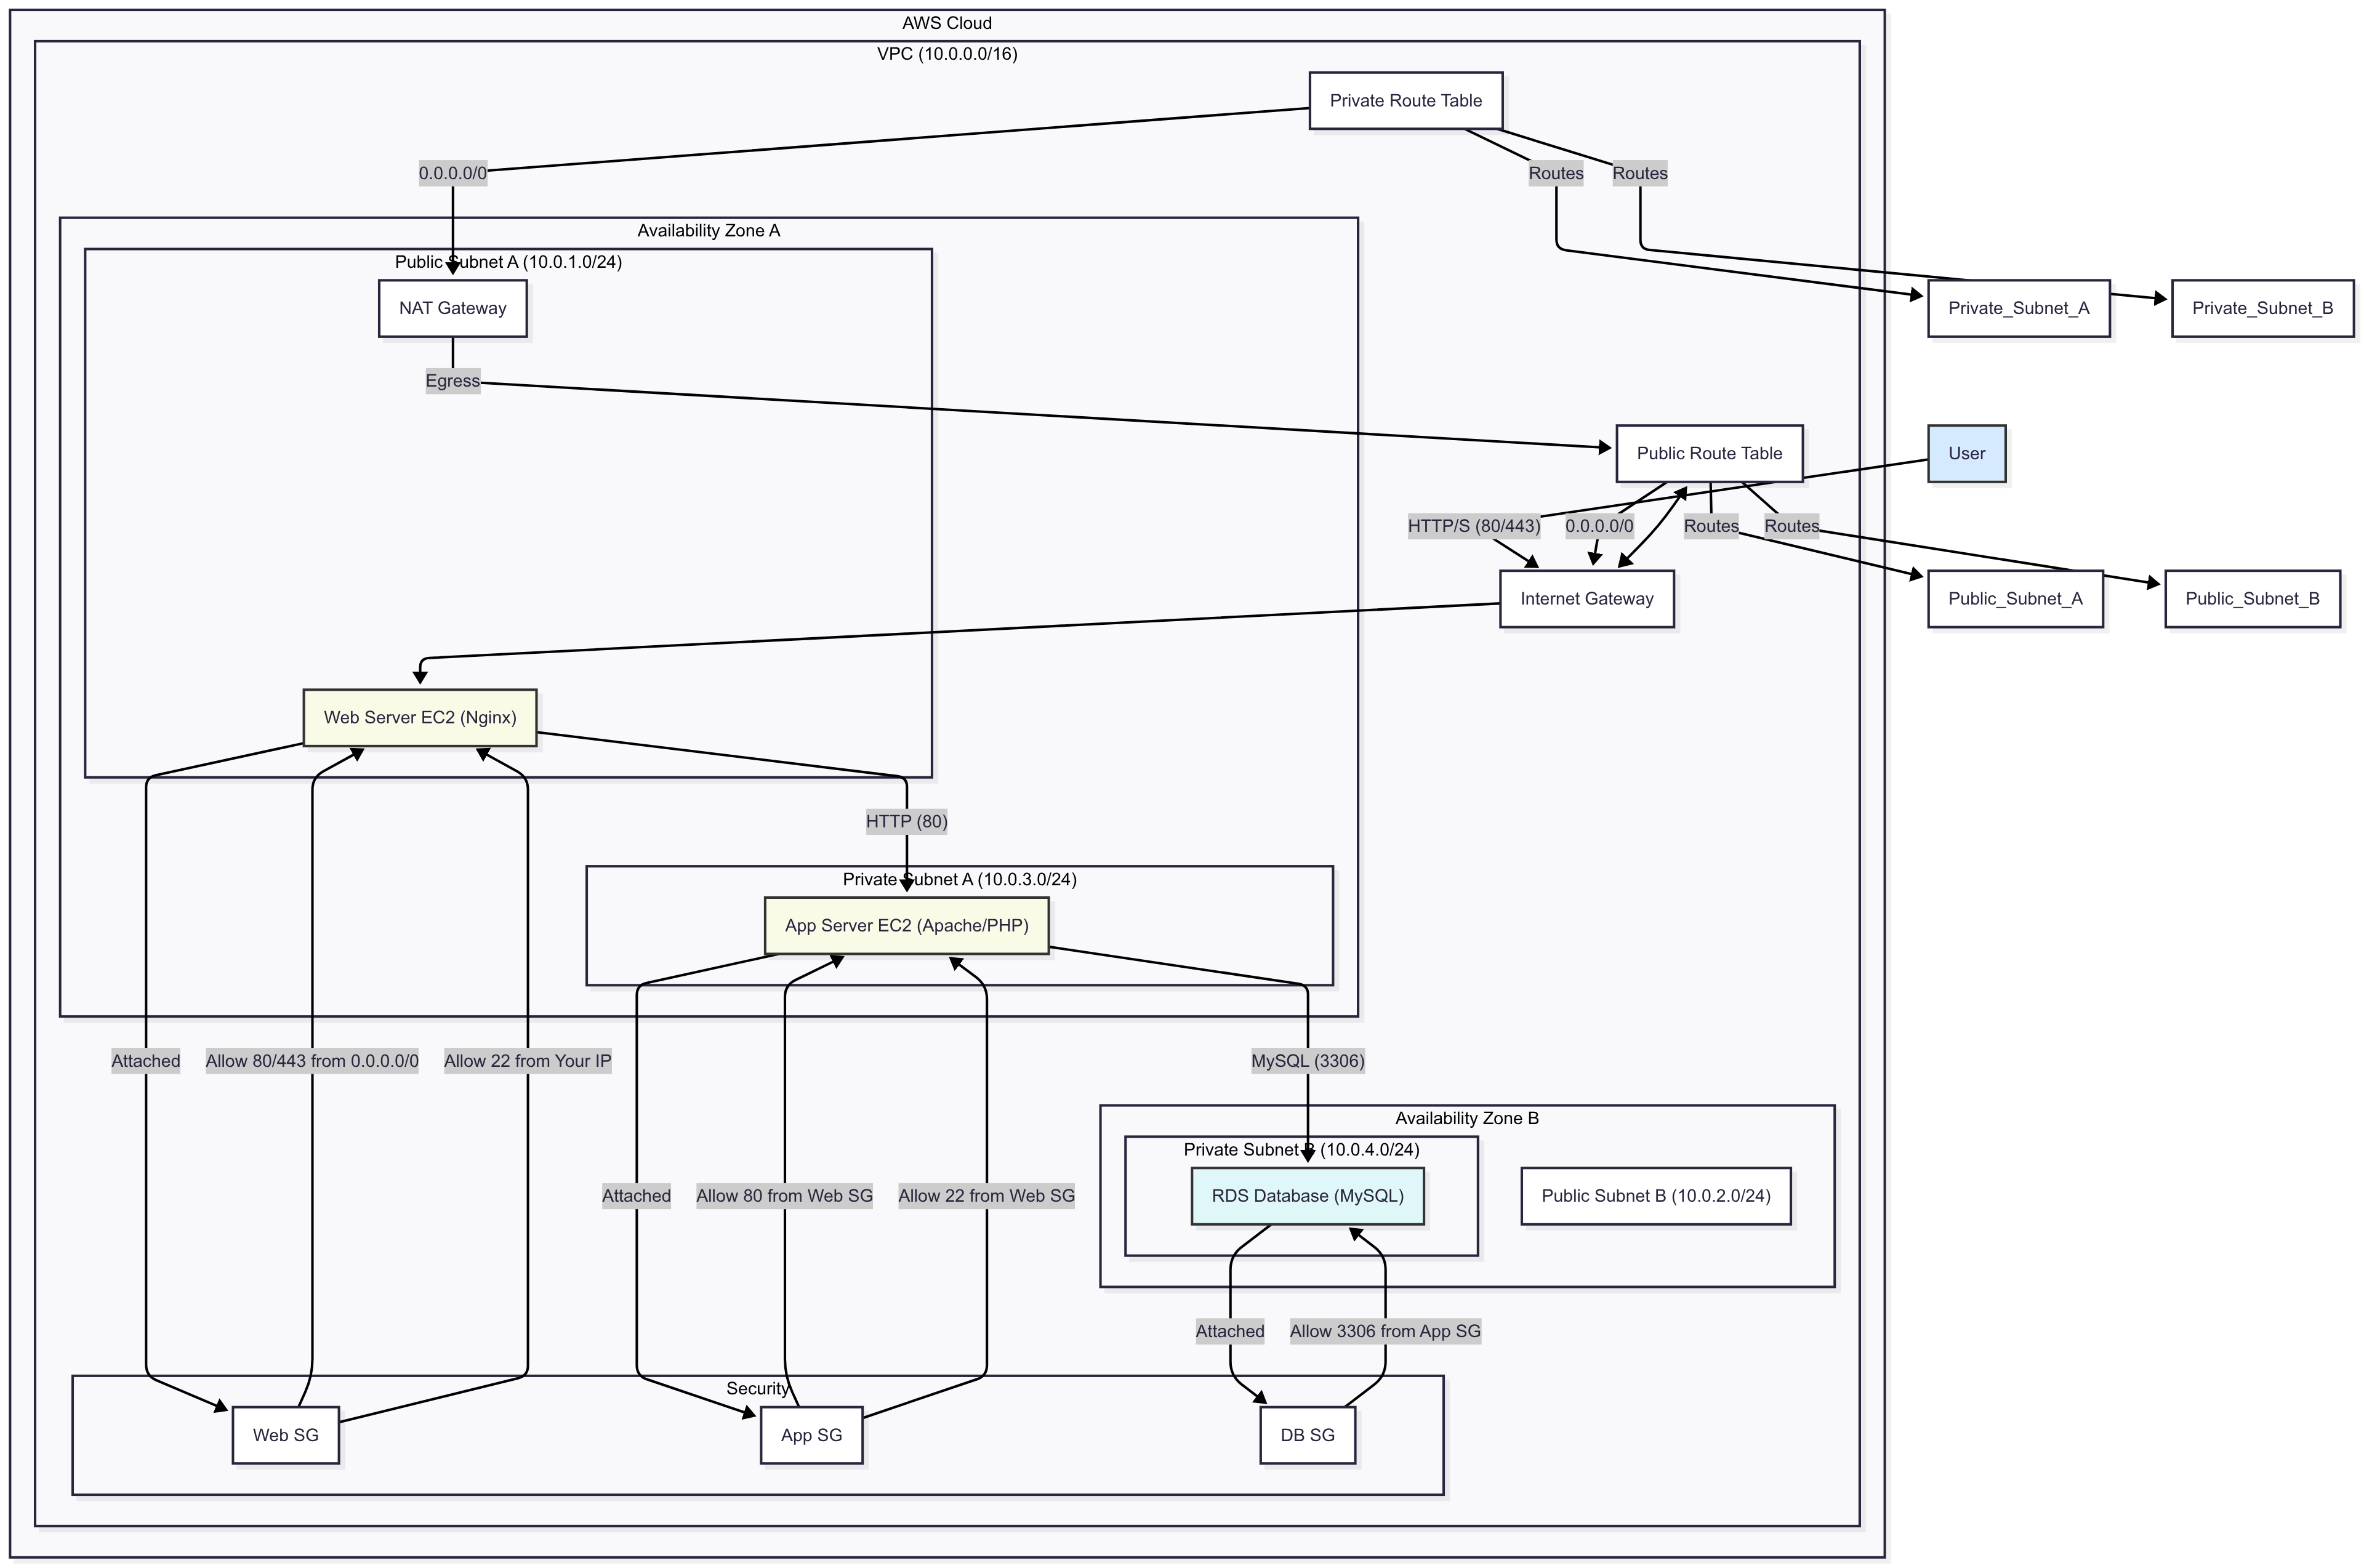 AWS Cloud
VPC (10.0.0.0/16)
Private Route Table
0.0.0.0/0
Routes
Routes
Availability Zone A
Public Subnet A (10.0.1.0/24)
NAT Gateway
Private_Subnet_A
Private_Subnet_B
Egress
Public Route Table
User
HTTP/S (80/443)
0.0.0.0/0
Routes
Routes
Internet Gateway
Public_Subnet_A
Public_Subnet_B
Web Server EC2 (Nginx)
HTTP (80)
Private Subnet A (10.0.3.0/24)
App Server EC2 (Apache/PHP)
Attached
Allow 80/443 from 0.0.0.0/0
Allow 22 from Your IP
MySQL (3306)
Availability Zone B
Private Subnet B (10.0.4.0/24)
Attached
Allow 80 from Web SG
Allow 22 from Web SG
RDS Database (MySQL)
Public Subnet B (10.0.2.0/24)
Attached
Allow 3306 from App SG
Security
Web SG
App SG
DB SG